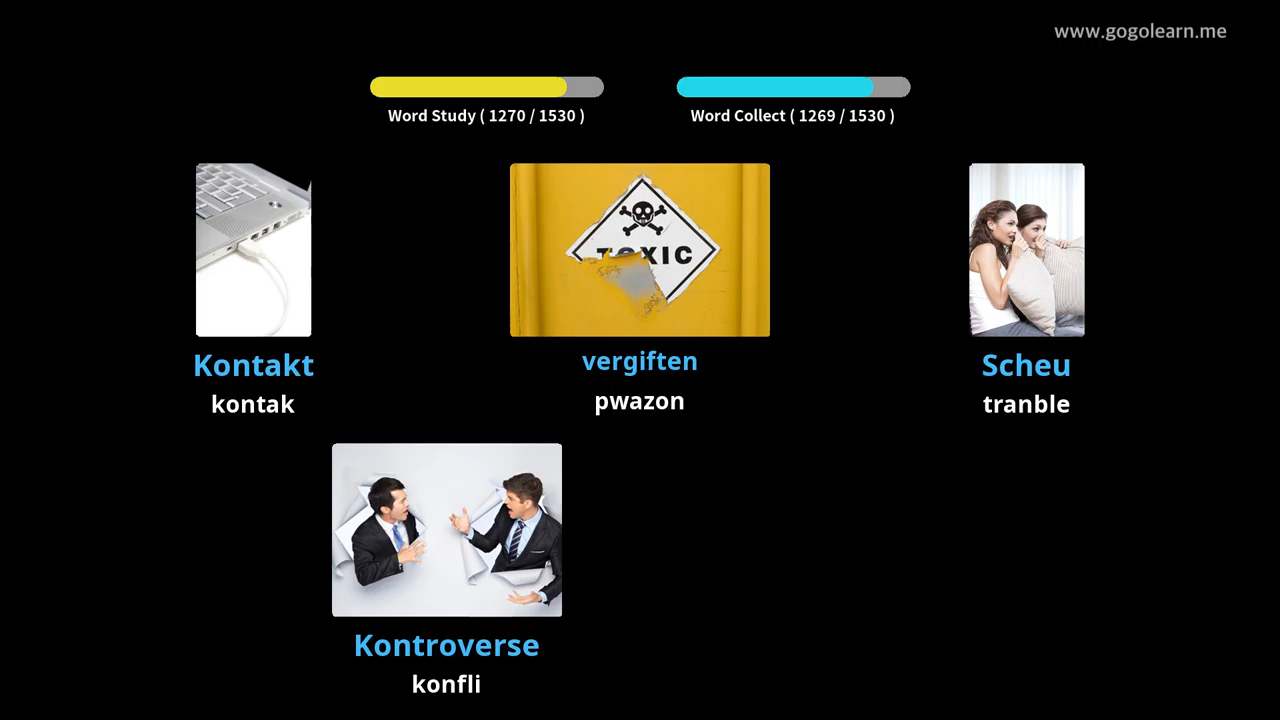 www.gogolearn.me
Word Study ( 1270 / 1530 )
Word Collect ( 1269 / 1530 )
TOXIC
Kontakt
vergiften
Scheu
kontak
pwazon
tranble
Kontroverse
konfli